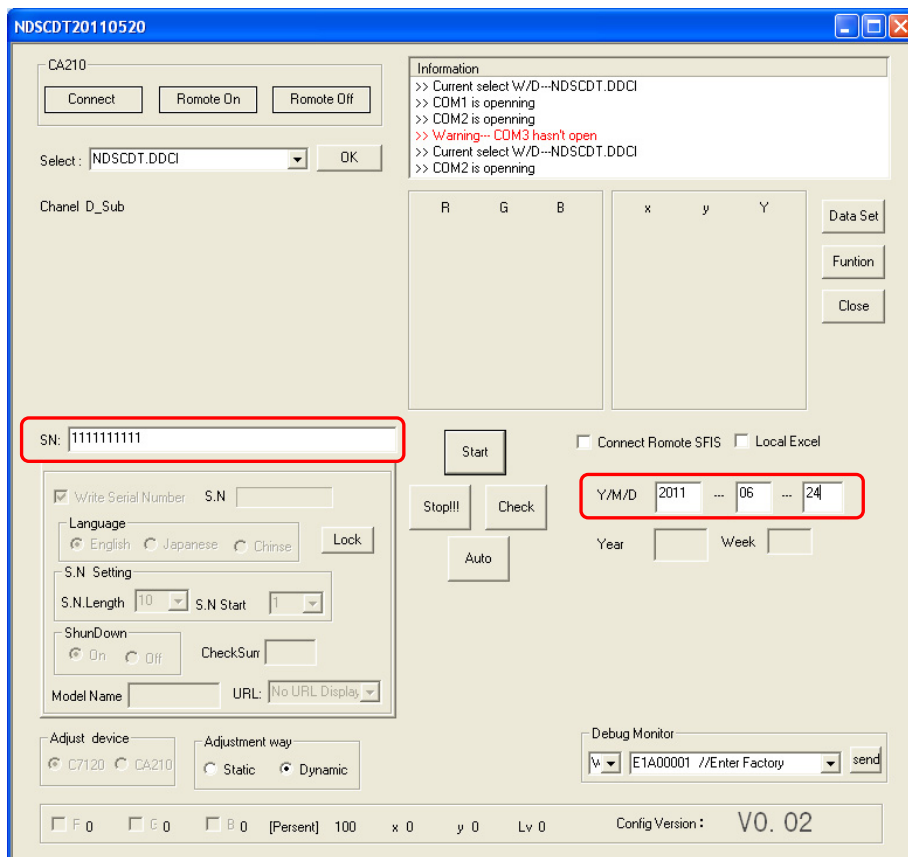 NDSCDT20110520
CA210
Connect Romote On Romote Off
Select : NDSCDT.DDCI OK
Information
>> Current select W/D---NDSCDT.DDCI
>> COM1 is openning
>> COM2 is openning
>> Warning--- COM3 hasn't open
>> Current select W/D---NDSCDT.DDCI
>> COM2 is openning
Chanel D_Sub
R G B x y Y
Data Set
Funtion
Close
SN: 1111111111
Start
Connect Romote SFIS Local Excel
Write Serial Number S.N
Stop!!! Check
Y/M/D 2011 --- 06 --- 24
Language
English Japanese Chinse Lock
Auto
Year Week
S.N Setting
S.N.Length 10 S.N Start 1
ShunDown
On Off CheckSum
Model Name URL: No URL Display
Adjust device
C7120 CA210
Adjustment way
Static Dynamic
Debug Monitor
E1A00001 //Enter Factory send
F 0 G 0 B 0 [Persent] 100 x 0 y 0 Lv 0 Config Version : V0.02